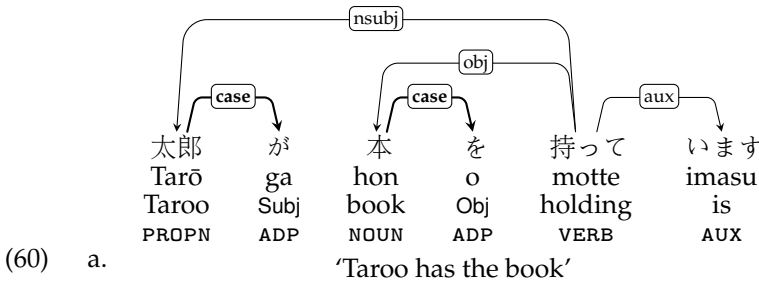 nsubj
obj
case case aux
太郎 が 本 を 持って います
Tarō ga hon o motte imasu
Taroo Subj book Obj holding is
PROPN ADP NOUN ADP VERB AUX
(60) a. ‘Taroo has the book’